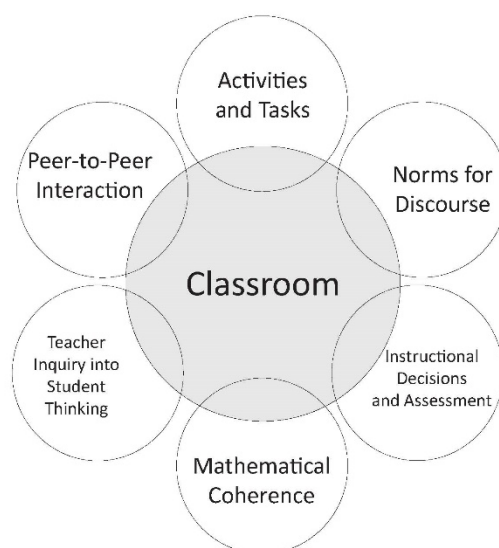 Activities
and Tasks
Peer-to-Peer
Interaction
Norms for
Discourse
Classroom
Teacher
Inquiry into
Student
Thinking
Instructional
Decisions
and Assessment
Mathematical
Coherence